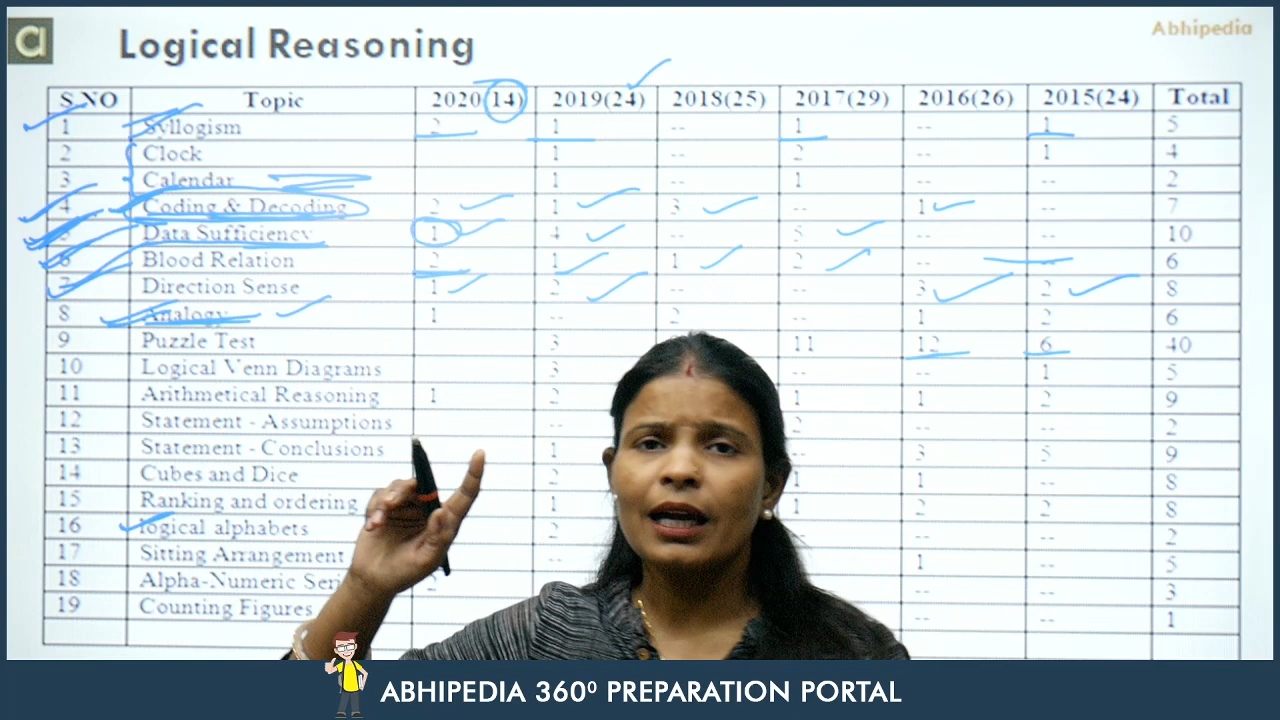 a
Logical Reasoning
Abhipedia
S.NO Topic 2020(14) 2019(24) 2018(25) 2017(29) 2016(26) 2015(24) Total
1 Syllogism 2 1 -- 1 -- 1 5
2 Clock 1 -- 2 -- 1 4
3 Calendar 1 -- 1 -- -- 2
4 Coding & Decoding 2 1 3 -- 1 -- 7
5 Data Sufficiency 1 4 -- 5 -- -- 10
6 Blood Relation 2 1 1 2 -- 6
7 Direction Sense 1 2 -- -- 3 2 8
8 Analogy 1 -- 2 -- 1 2 6
9 Puzzle Test 3 11 12 6 40
10 Logical Venn Diagrams 3 -- -- 1 5
11 Arithmetical Reasoning 1 2 1 1 2 9
12 Statement - Assumptions -- 2 -- -- 2
13 Statement - Conclusions 1 -- 3 5 9
14 Cubes and Dice 2 1 1 -- 8
15 Ranking and ordering 1 1 2 2 8
16 logical alphabets 2 -- -- -- 2
17 Sitting Arrangement -- 1 -- 5
18 Alpha-Numeric Seri 2 -- -- 3
19 Counting Figures -- -- 1
ABHIPEDIA 360⁰ PREPARATION PORTAL